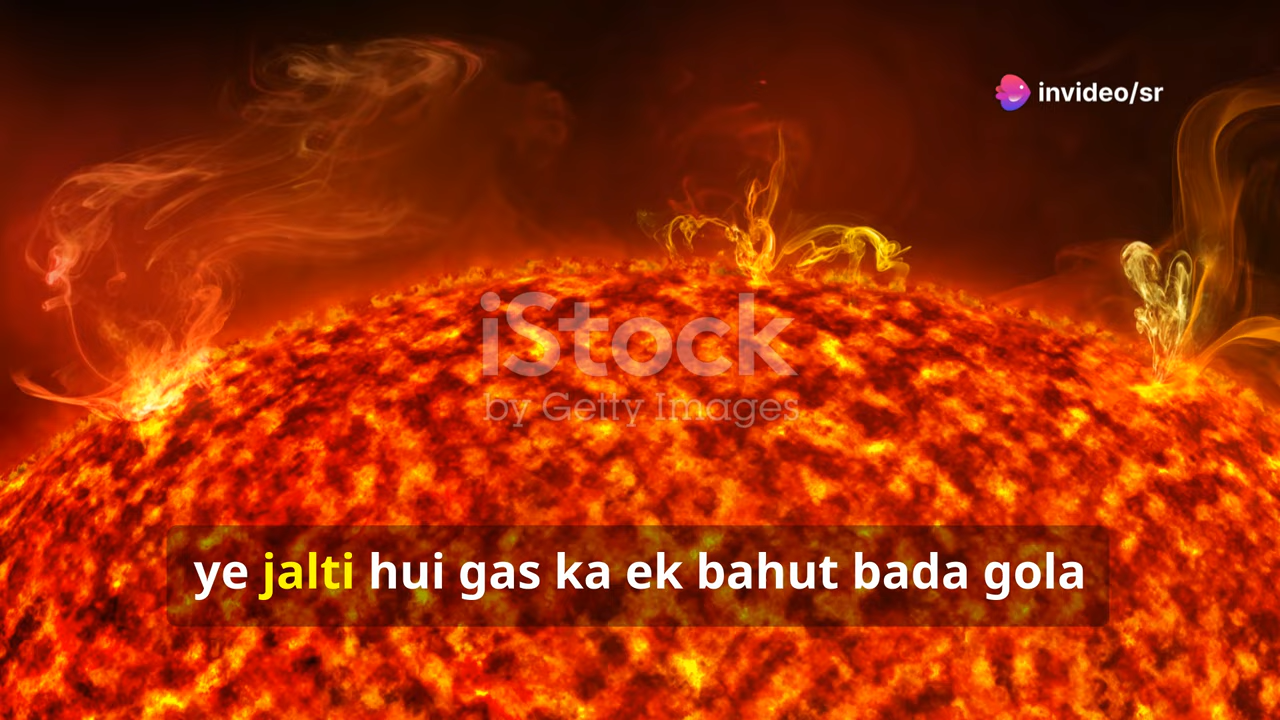 invideo/sr
iStock
by Getty Images
ye jalti hui gas ka ek bahut bada gola